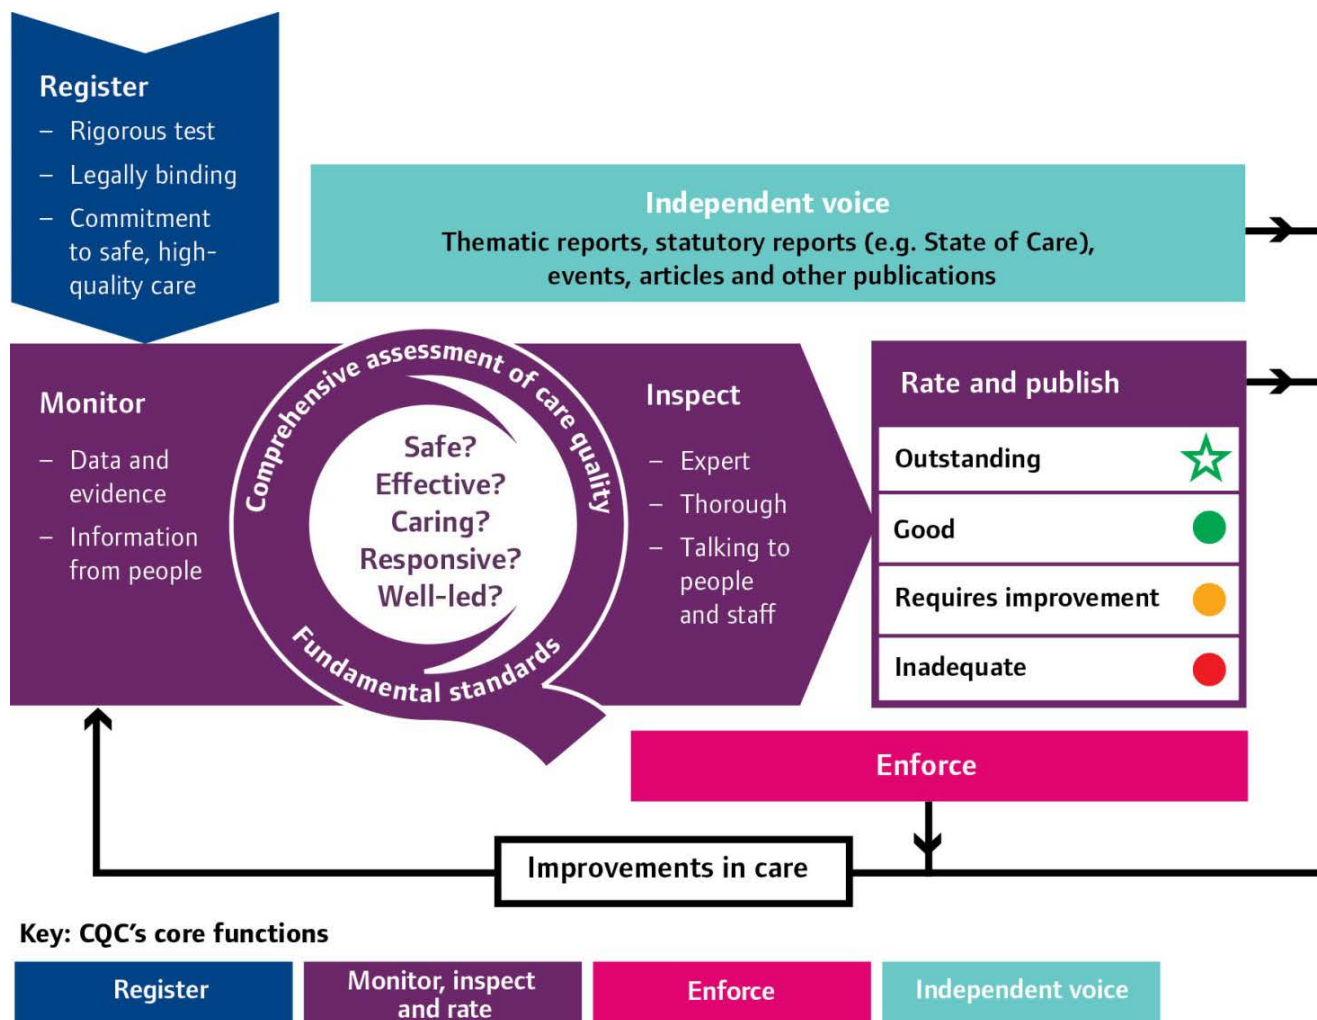 Register
– Rigorous test
– Legally binding
– Commitment
to safe, high-
quality care
Independent voice
Thematic reports, statutory reports (e.g. State of Care),
events, articles and other publications
Monitor
– Data and
evidence
– Information
from people
Comprehensive assessment of care quality
Safe?
Effective?
Caring?
Responsive?
Well-led?
Fundamental standards
Inspect
– Expert
– Thorough
– Talking to
people
and staff
Rate and publish
Outstanding
Good
Requires improvement
Inadequate
Enforce
Improvements in care
Key: CQC's core functions
Register
Monitor, inspect
and rate
Enforce
Independent voice